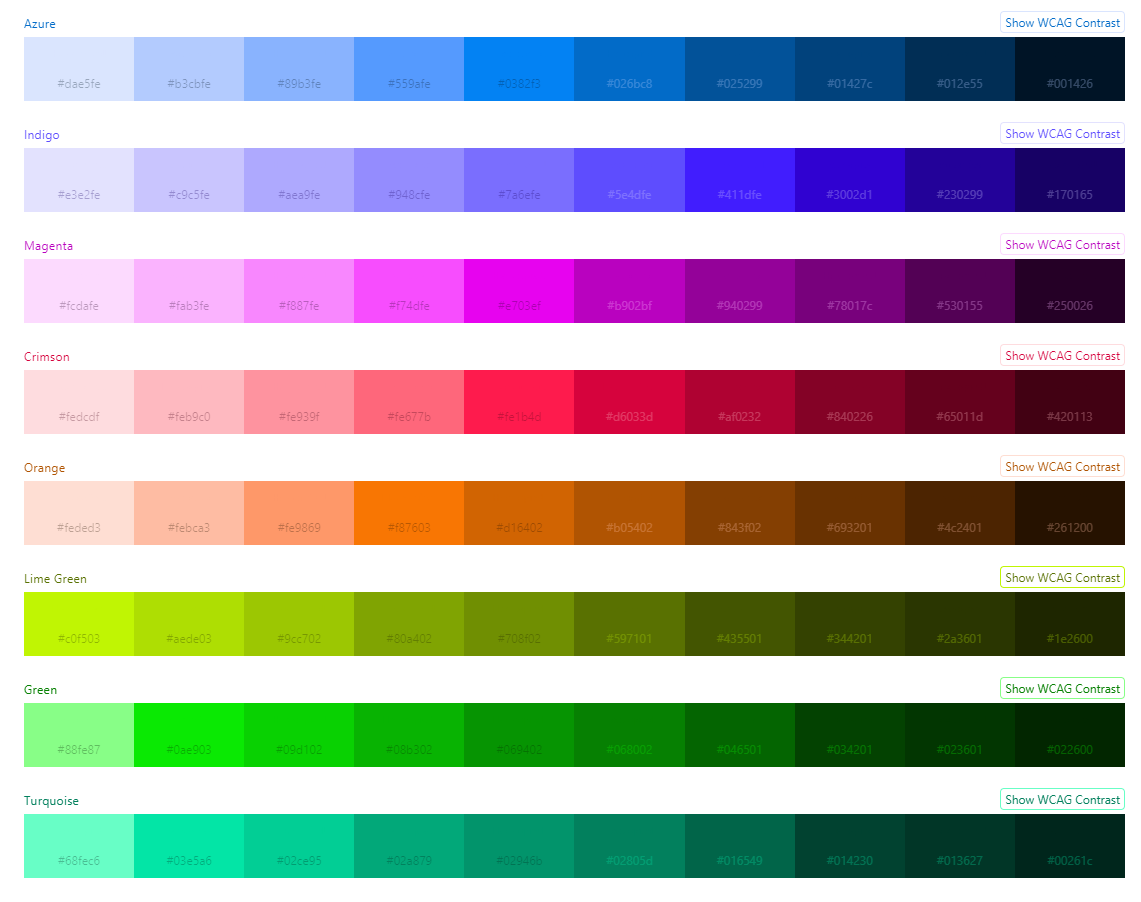 Azure Show WCAG Contrast
#dae5fe #b3cbfe #89b3fe #559afe #0382f3 #026bc8 #025299 #01427c #012e55 #001426
Indigo Show WCAG Contrast
#e3e2fe #c9c5fe #aea9fe #948cfe #7a6efe #5e4dfe #411dfe #3002d1 #230299 #170165
Magenta Show WCAG Contrast
#fcdafe #fab3fe #f887fe #f74dfe #e703ef #b902bf #940299 #78017c #530155 #250026
Crimson Show WCAG Contrast
#fedcdf #feb9c0 #fe939f #fe677b #fe1b4d #d6033d #af0232 #840226 #65011d #420113
Orange Show WCAG Contrast
#feded3 #febca3 #fe9869 #f87603 #d16402 #b05402 #843f02 #693201 #4c2401 #261200
Lime Green Show WCAG Contrast
#c0f503 #aede03 #9cc702 #80a402 #708f02 #597101 #435501 #344201 #2a3601 #1e2600
Green Show WCAG Contrast
#88fe87 #0ae903 #09d102 #08b302 #069402 #068002 #046501 #034201 #023601 #022600
Turquoise Show WCAG Contrast
#68fec6 #03e5a6 #02ce95 #02a879 #02946b #02805d #016549 #014230 #013627 #00261c